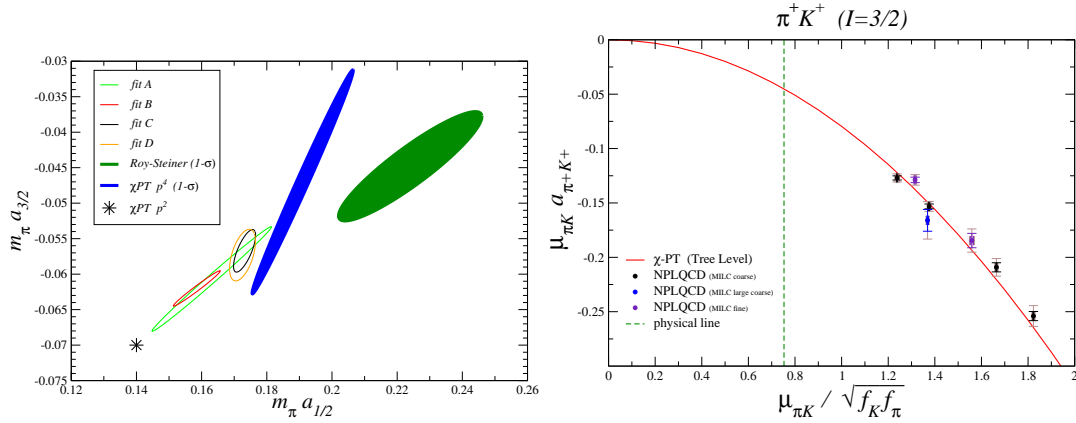 -0.03
-0.035
-0.04
-0.045
-0.05
-0.055
-0.06
-0.065
-0.07
-0.075
m_π a_{3/2}
fit A
fit B
fit C
fit D
Roy-Steiner (1-σ)
χPT p^4 (1-σ)
χPT p^2
0.12 0.14 0.16 0.18 0.2 0.22 0.24 0.26
m_π a_{1/2}
π^+K^+ (I=3/2)
0
-0.05
-0.1
-0.15
-0.2
-0.25
μ_{πK} a_{π^+K^+}
χ-PT (Tree Level)
NPLQCD (MILC coarse)
NPLQCD (MILC large coarse)
NPLQCD (MILC fine)
physical line
0 0.2 0.4 0.6 0.8 1 1.2 1.4 1.6 1.8 2
μ_{πK} / √f_K f_π